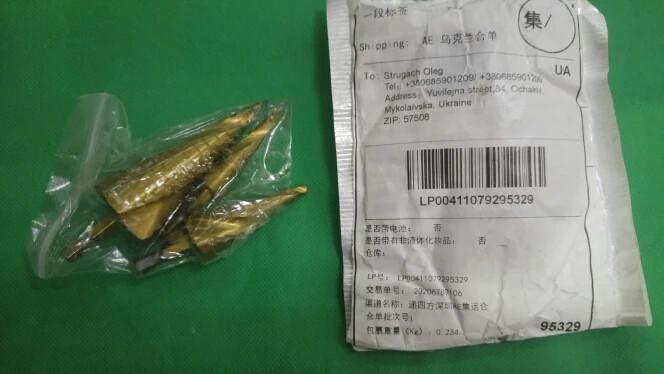 一段标签
集/
Shipping: AE 乌克兰合单
To: Strugach Oleg
UA
Tel: +380685901209/ +380685901209
Address: Yuvilejna street,84, Ochakiv,
Mykolaivska, Ukraine
ZIP: 57508
LP00411079295329
是否带电池: 否
是否带有非液体化妆品: 否
仓库:
LP号: LP00411079295329
交易单号: 20206789106
渠道名称: 递四方深圳AE集运仓
合单批次号:
包裹重量 (Kg): 0.234
95329